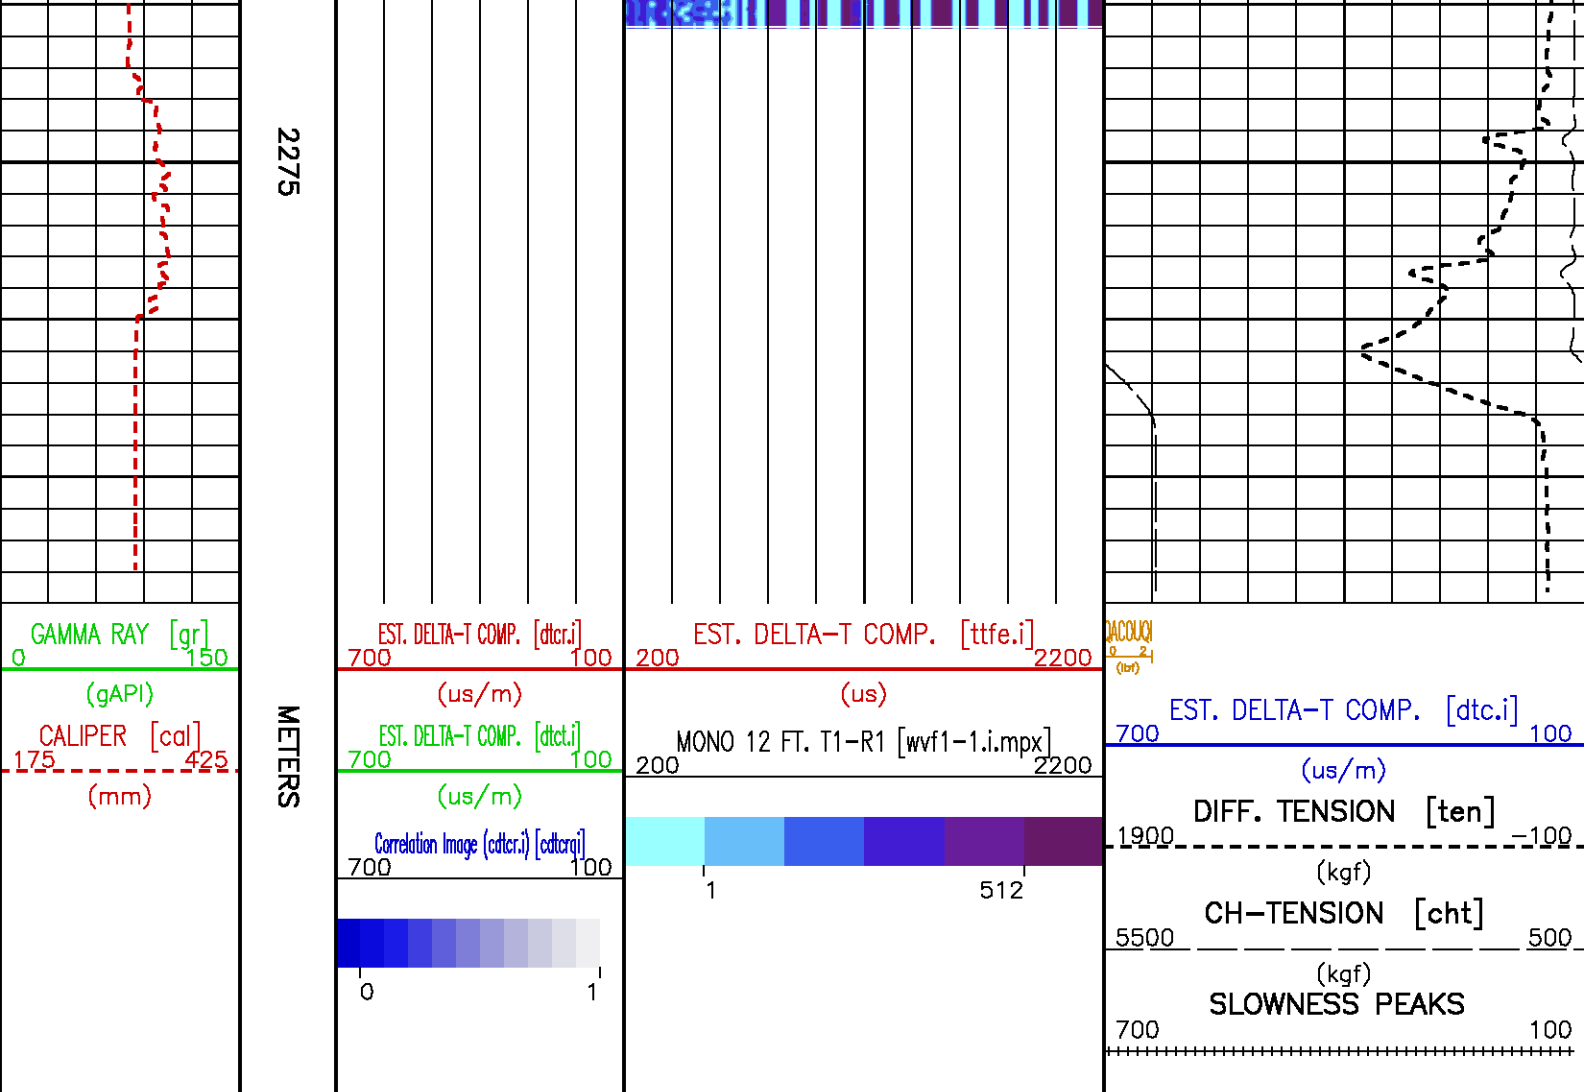 2275
METERS
GAMMA RAY [gr]
0 150
(gAPI)
CALIPER [cal]
175 425
(mm)
EST. DELTA-T COMP. [dtcr.i]
700 100
(us/m)
EST. DELTA-T COMP. [dtct.i]
700 100
(us/m)
Correlation Image (cdtcr.i) [cdtcrqi]
700 100
0 1
EST. DELTA-T COMP. [ttfe.i]
200 2200
(us)
MONO 12 FT. T1-R1 [wvf1-1.i.mpx]
200 2200
1 512
0 2
(lbf)
EST. DELTA-T COMP. [dtc.i]
700 100
(us/m)
DIFF. TENSION [ten]
1900 -100
(kgf)
CH-TENSION [cht]
5500 500
(kgf)
SLOWNESS PEAKS
700 100